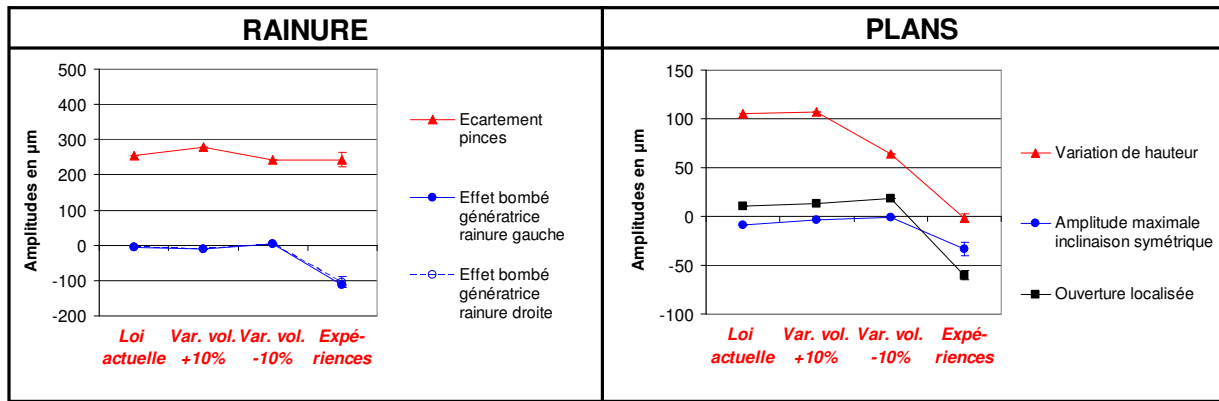 RAINURE
PLANS
500
400
300
200
100
0
-100
-200
Amplitudes en µm
Loi actuelle
Var. vol. +10%
Var. vol. -10%
Expé-
riences
Ecartement
pinces
Effet bombé
génératrice
rainure gauche
Effet bombé
génératrice
rainure droite
150
100
50
0
-50
-100
Amplitudes en µm
Loi actuelle
Var. vol. +10%
Var. vol. -10%
Expé-
riences
Variation de hauteur
Amplitude maximale
inclinaison symétrique
Ouverture localisée